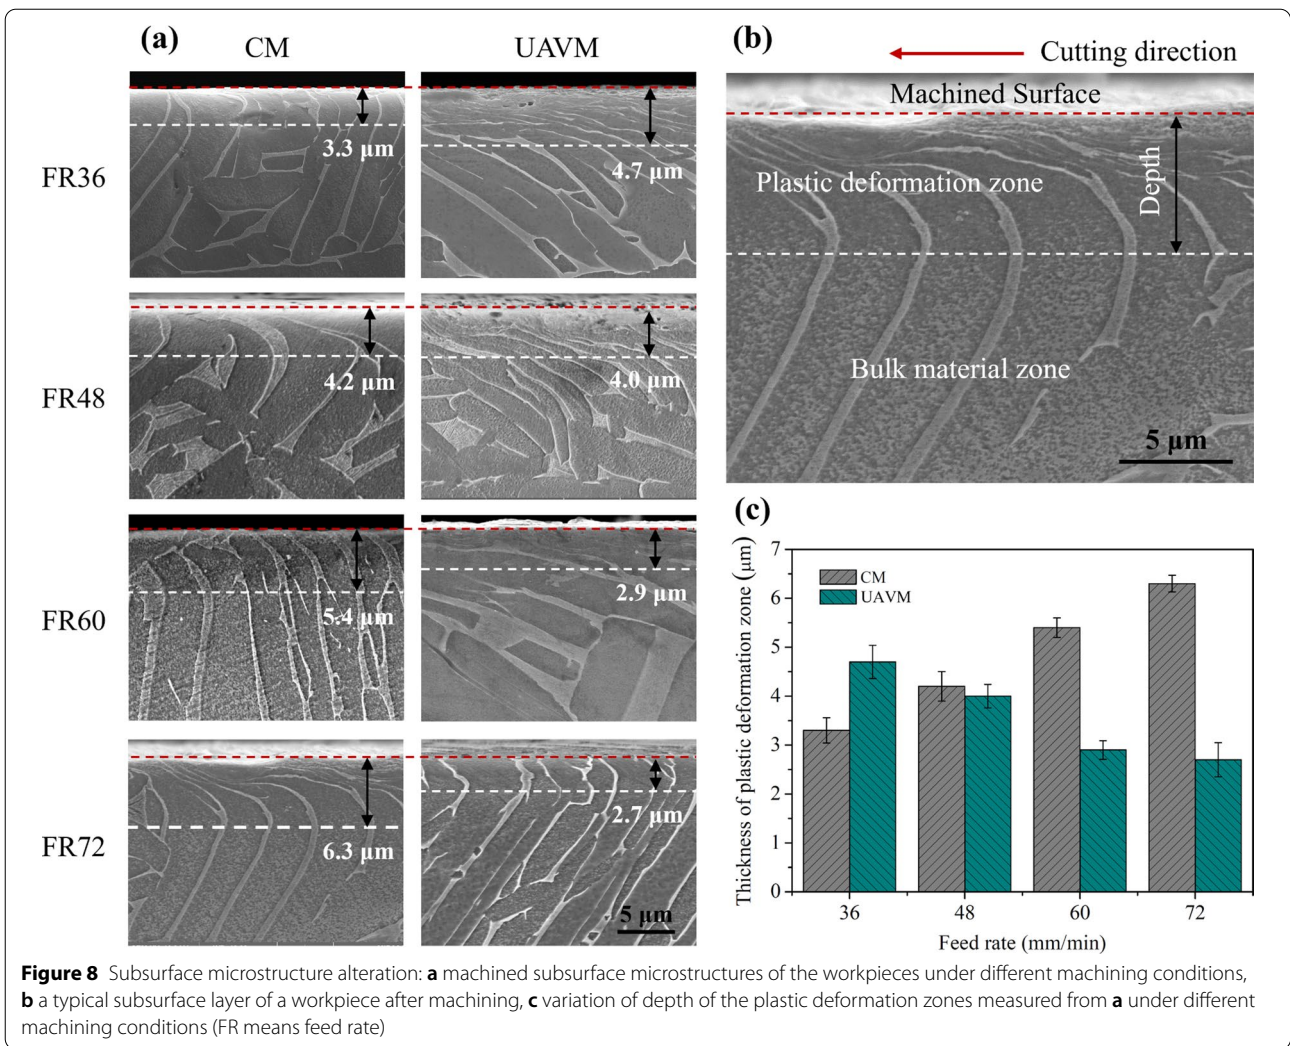 (a)
CM
UAVM
FR36
3.3 μm
4.7 μm
FR48
4.2 μm
4.0 μm
FR60
5.4 μm
2.9 μm
FR72
6.3 μm
2.7 μm
5 μm
(b)
Cutting direction
Machined Surface
Plastic deformation zone
Depth
Bulk material zone
5 μm
(c)
Thickness of plastic deformation zone (μm)
7
6
5
4
3
2
1
0
CM
UAVM
36 48 60 72
Feed rate (mm/min)
Figure 8 Subsurface microstructure alteration: a machined subsurface microstructures of the workpieces under different machining conditions,
b a typical subsurface layer of a workpiece after machining, c variation of depth of the plastic deformation zones measured from a under different
machining conditions (FR means feed rate)